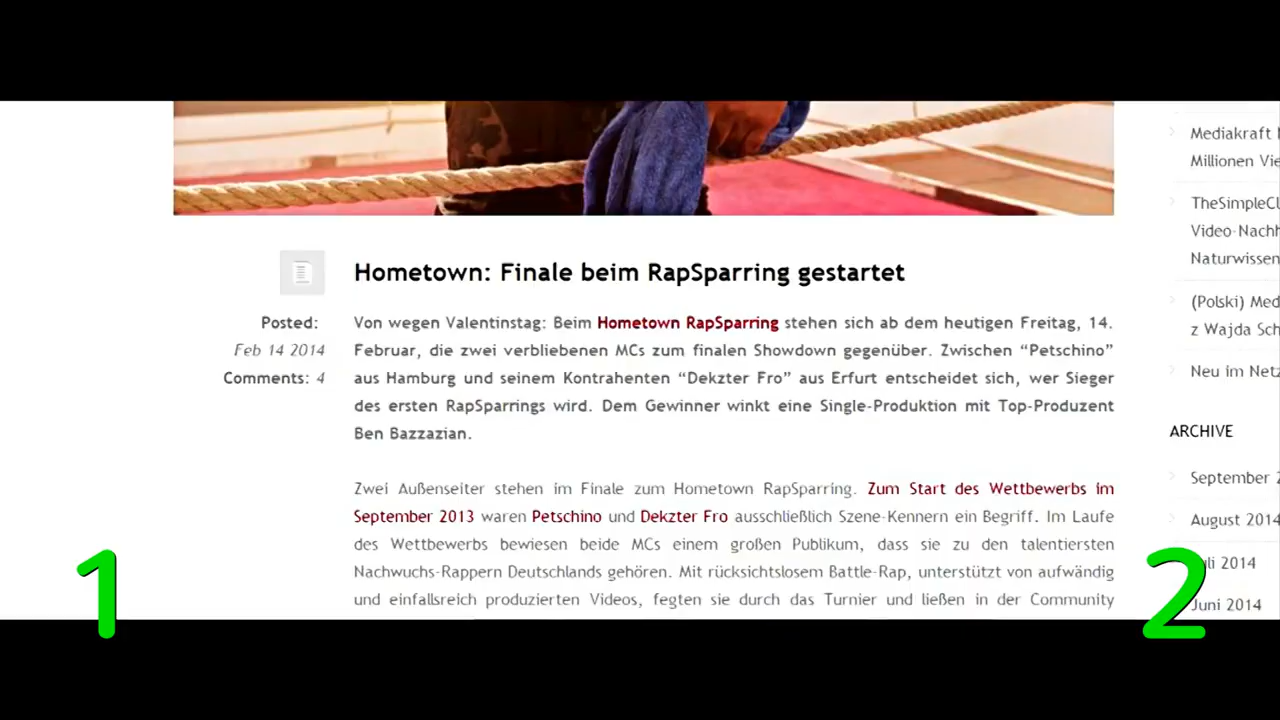 Hometown: Finale beim RapSparring gestartet
Posted:
Feb 14 2014
Comments: 4
Von wegen Valentinstag: Beim Hometown RapSparring stehen sich ab dem heutigen Freitag, 14.
Februar, die zwei verbliebenen MCs zum finalen Showdown gegenüber. Zwischen “Petschino”
aus Hamburg und seinem Kontrahenten “Dekzter Fro” aus Erfurt entscheidet sich, wer Sieger
des ersten RapSparrings wird. Dem Gewinner winkt eine Single-Produktion mit Top-Produzent
Ben Bazzazian.
Zwei Außenseiter stehen im Finale zum Hometown RapSparring. Zum Start des Wettbewerbs im
September 2013 waren Petschino und Dekzter Fro ausschließlich Szene-Kennern ein Begriff. Im Laufe
des Wettbewerbs bewiesen beide MCs einem großen Publikum, dass sie zu den talentiersten
Nachwuchs-Rappern Deutschlands gehören. Mit rücksichtslosem Battle-Rap, unterstützt von aufwändig
und einfallsreich produzierten Videos, fegten sie durch das Turnier und ließen in der Community
Mediakraft
Millionen Vie
TheSimpleCl
Video-Nachh
Naturwissen
(Polski) Med
z Wajda Sch
Neu im Netz
ARCHIVE
September 2
August 2014
uli 2014
Juni 2014
1
2